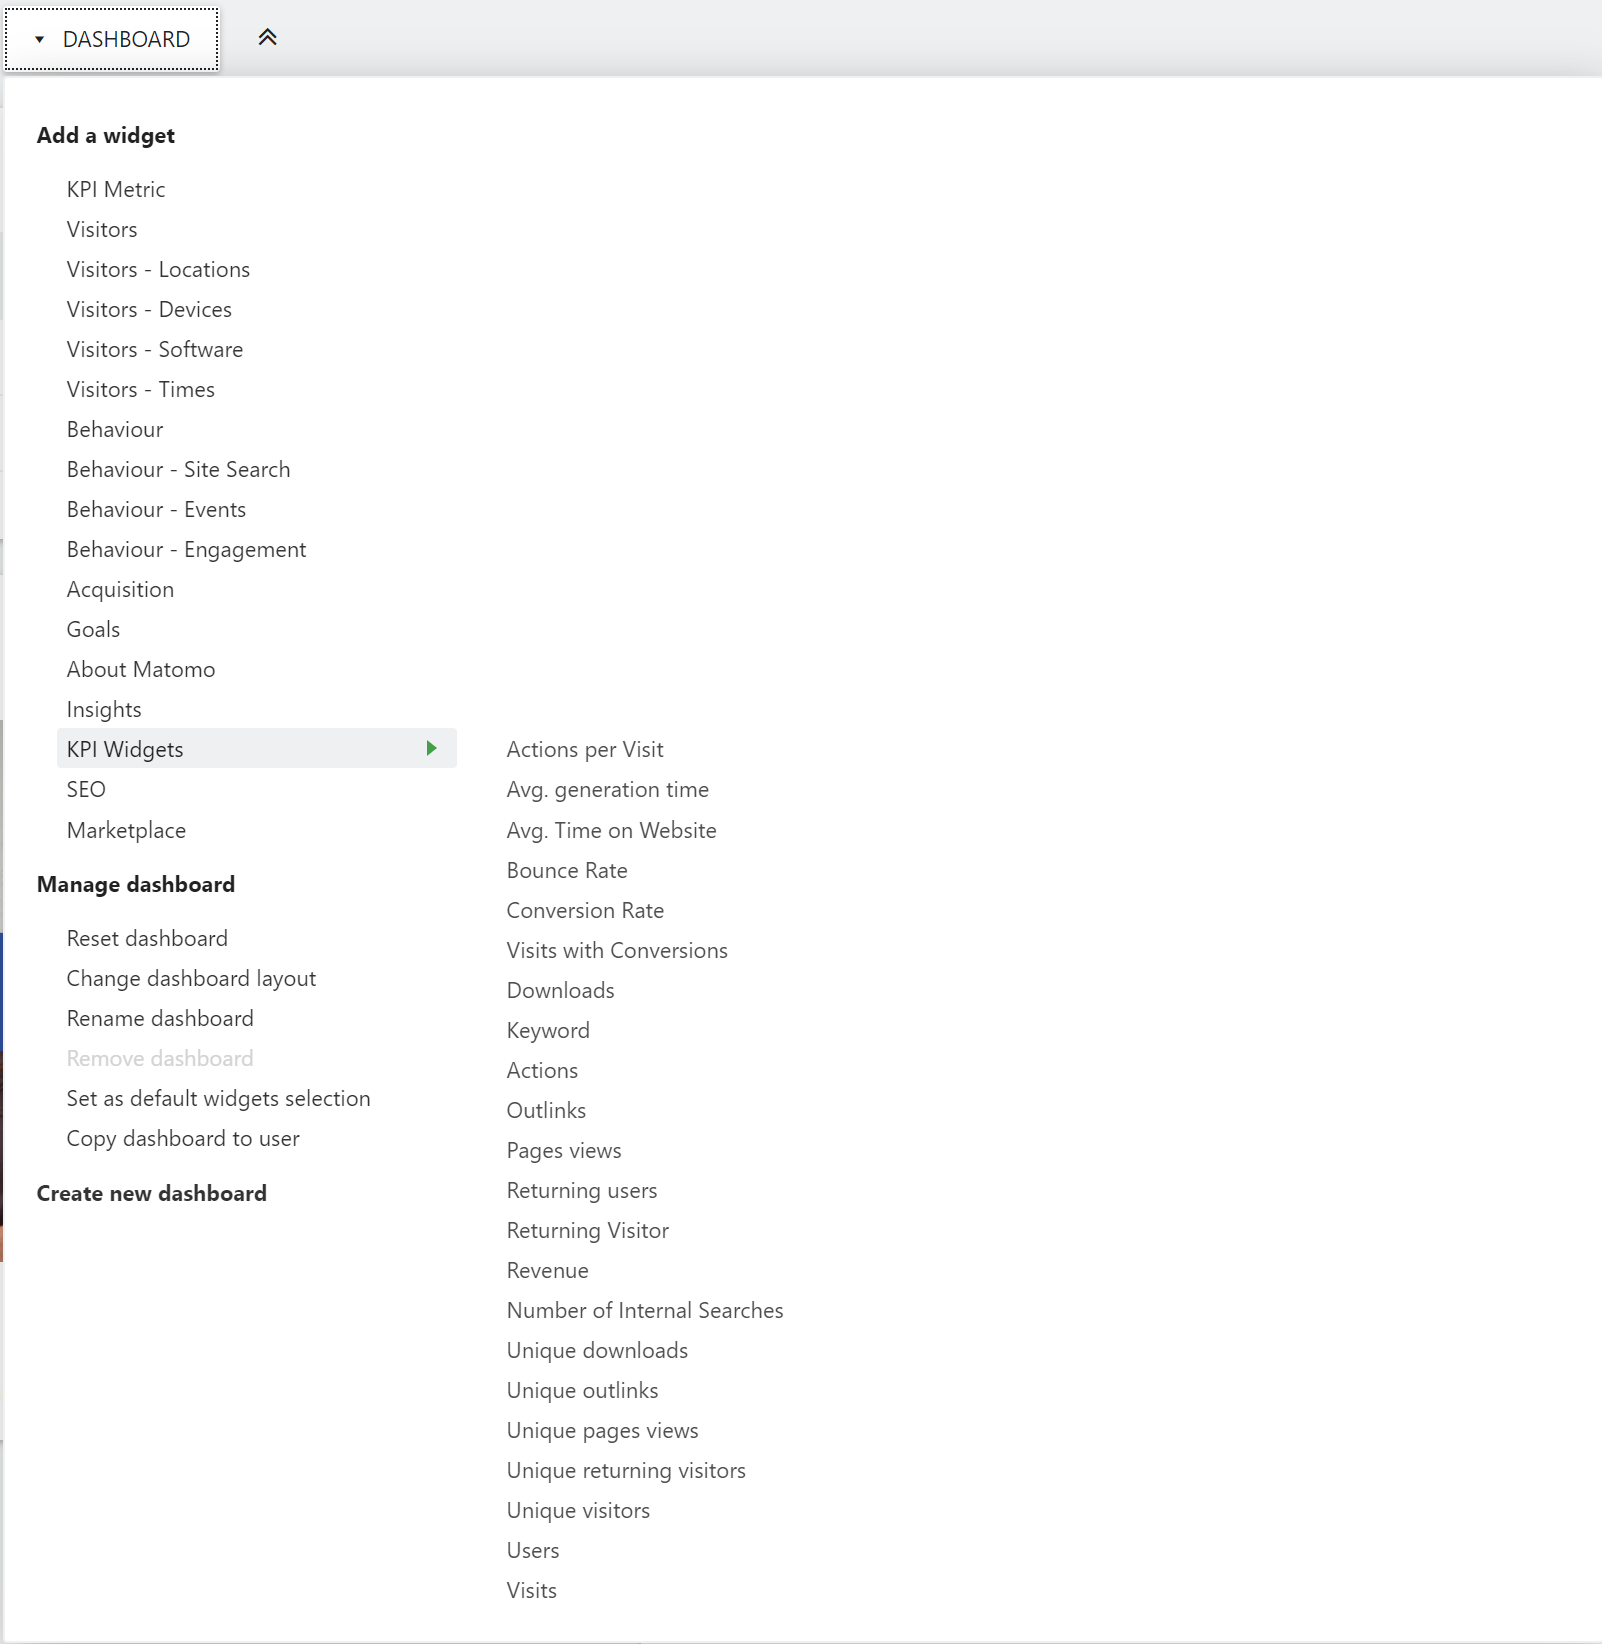 DASHBOARD
Add a widget
KPI Metric
Visitors
Visitors - Locations
Visitors - Devices
Visitors - Software
Visitors - Times
Behaviour
Behaviour - Site Search
Behaviour - Events
Behaviour - Engagement
Acquisition
Goals
About Matomo
Insights
KPI Widgets
SEO
Marketplace
Manage dashboard
Reset dashboard
Change dashboard layout
Rename dashboard
Remove dashboard
Set as default widgets selection
Copy dashboard to user
Create new dashboard
Actions per Visit
Avg. generation time
Avg. Time on Website
Bounce Rate
Conversion Rate
Visits with Conversions
Downloads
Keyword
Actions
Outlinks
Pages views
Returning users
Returning Visitor
Revenue
Number of Internal Searches
Unique downloads
Unique outlinks
Unique pages views
Unique returning visitors
Unique visitors
Users
Visits